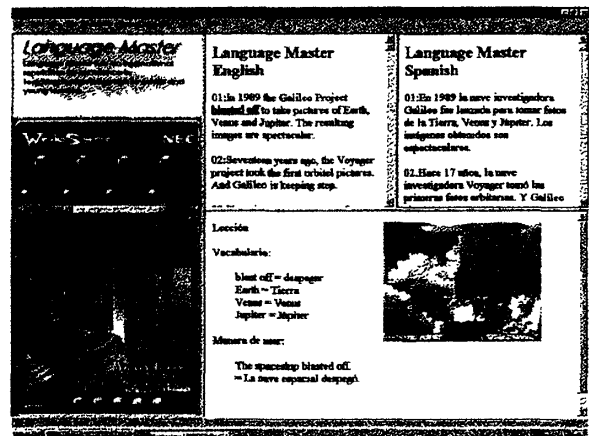 Language Master
Language Master
English
01:In 1989 the Galileo Project
blasted off to take pictures of Earth,
Venus and Jupiter. The resulting
images are spectacular.
02:Seventeen years ago, the Voyager
project took the first orbital pictures.
And Galileo is keeping step.
Language Master
Spanish
01:En 1989 la nave investigadora
Galileo fue lanzada para tomar fotos
de la Tierra, Venus y Júpiter. Los
imágenes obtenidos son
espectaculares.
02.Hace 17 años, la nave
investigadora Voyager tomó las
primeras fotos orbitarias. Y Galileo
NEC
Lección
Vocabulario:
blast off = despegar
Earth = Tierra
Venus = Venus
Jupiter = Júpiter
Manera de usar:
The spaceship blasted off.
= La nave espacial despegó.